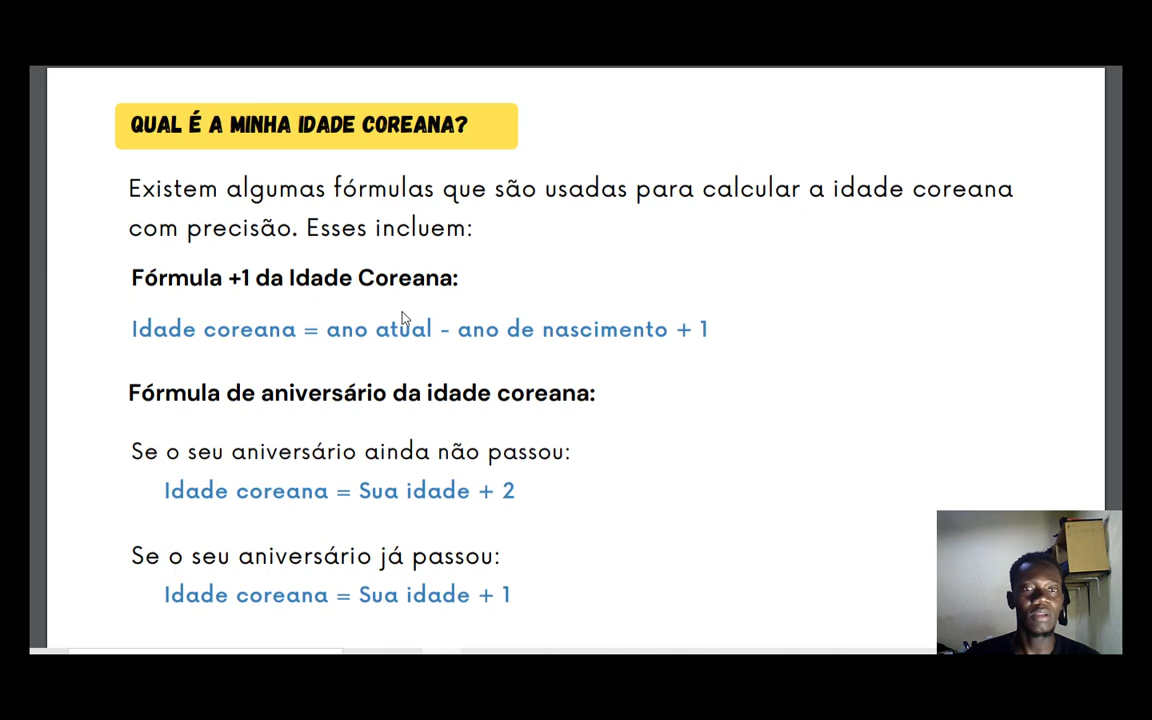 QUAL É A MINHA IDADE COREANA?
Existem algumas fórmulas que são usadas para calcular a idade coreana
com precisão. Esses incluem:
Fórmula +1 da Idade Coreana:
Idade coreana = ano atual - ano de nascimento + 1
Fórmula de aniversário da idade coreana:
Se o seu aniversário ainda não passou:
Idade coreana = Sua idade + 2
Se o seu aniversário já passou:
Idade coreana = Sua idade + 1